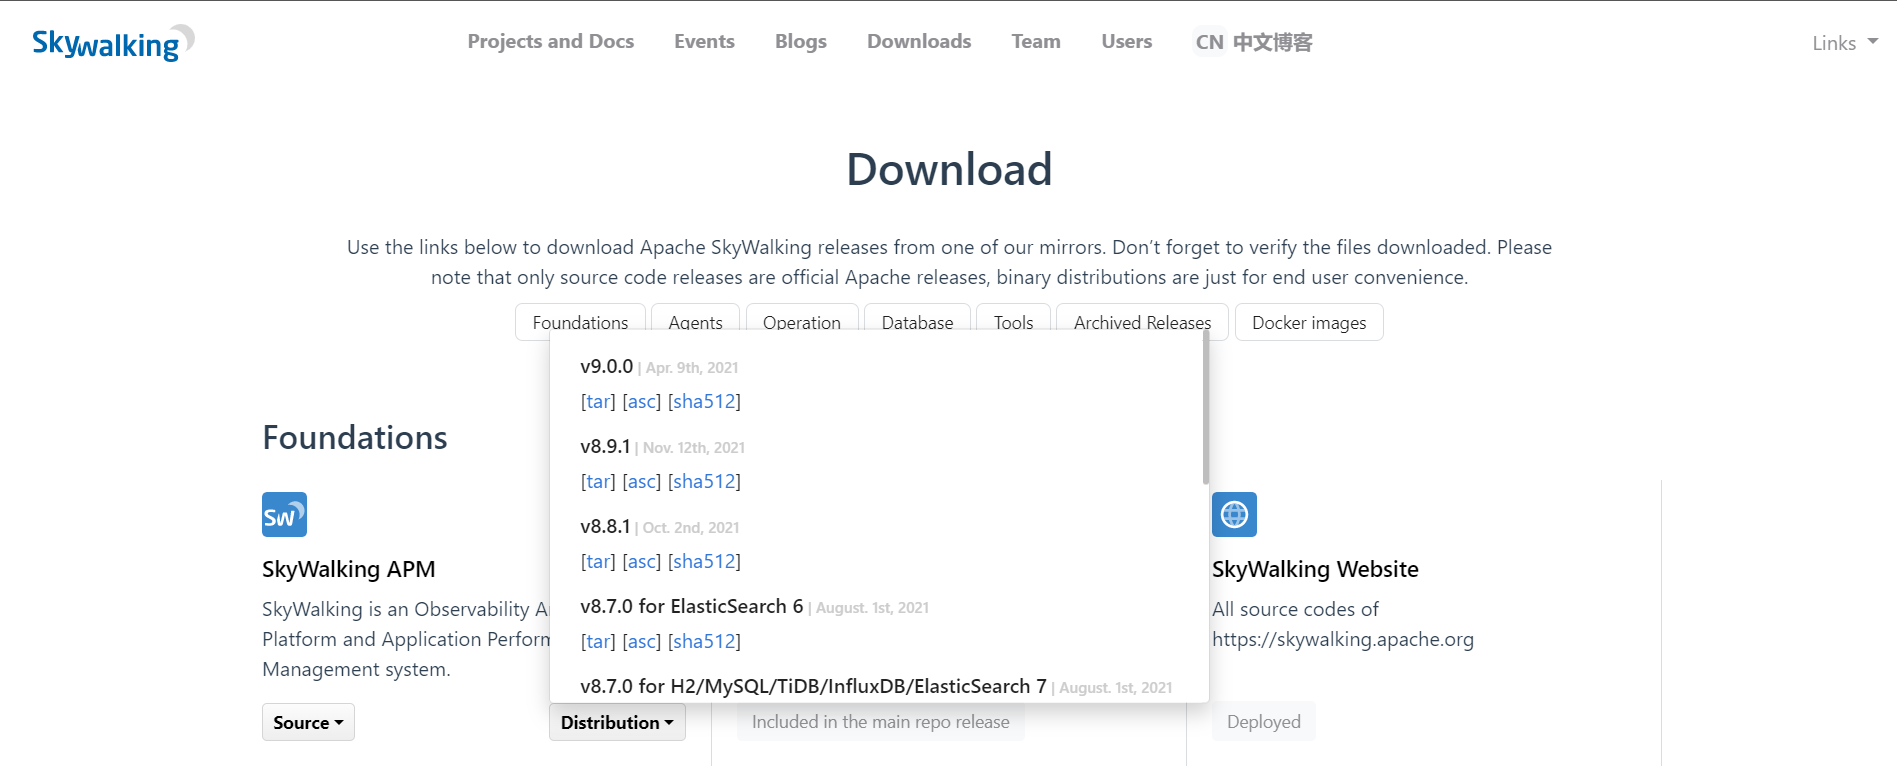 Skywalking
Projects and Docs
Events
Blogs
Downloads
Team
Users
CN 中文博客
Links
Download
Use the links below to download Apache SkyWalking releases from one of our mirrors. Don’t forget to verify the files downloaded. Please
note that only source code releases are official Apache releases, binary distributions are just for end user convenience.
Foundations
Agents
Operation
Database
Tools
Archived Releases
Docker images
v9.0.0 | Apr. 9th, 2021
[tar] [asc] [sha512]
v8.9.1 | Nov. 12th, 2021
[tar] [asc] [sha512]
v8.8.1 | Oct. 2nd, 2021
[tar] [asc] [sha512]
v8.7.0 for ElasticSearch 6 | August. 1st, 2021
[tar] [asc] [sha512]
v8.7.0 for H2/MySQL/TiDB/InfluxDB/ElasticSearch 7 | August. 1st, 2021
Foundations
SW
SkyWalking APM
SkyWalking is an Observability
Platform and Application
Management system.
Source
Distribution
Included in the main repo release
SkyWalking Website
All source codes of
https://skywalking.apache.org
Deployed